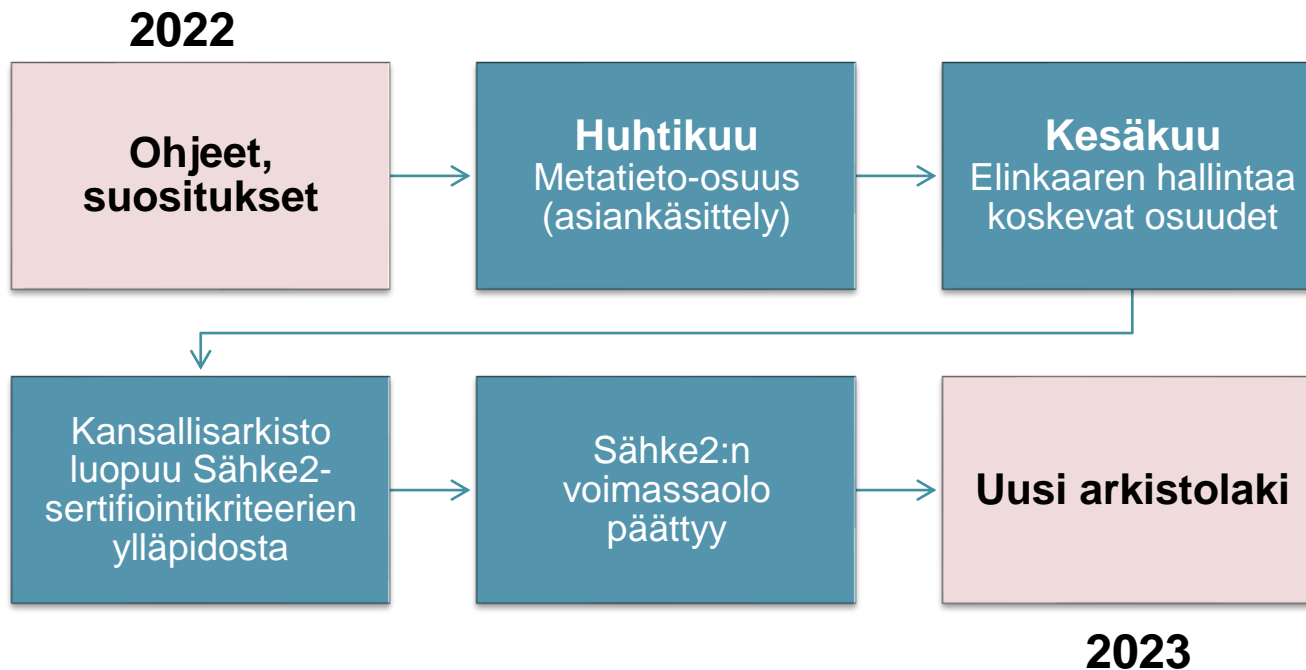 2022
Ohjeet,
suositukset
Huhtikuu
Metatieto-osuus
(asiankäsittely)
Kesäkuu
Elinkaaren hallintaa
koskevat osuudet
Kansallisarkisto
luopuu Sähke2-
sertifiointikriteerien
ylläpidosta
Sähke2:n
voimassaolo
päättyy
Uusi arkistolaki
2023